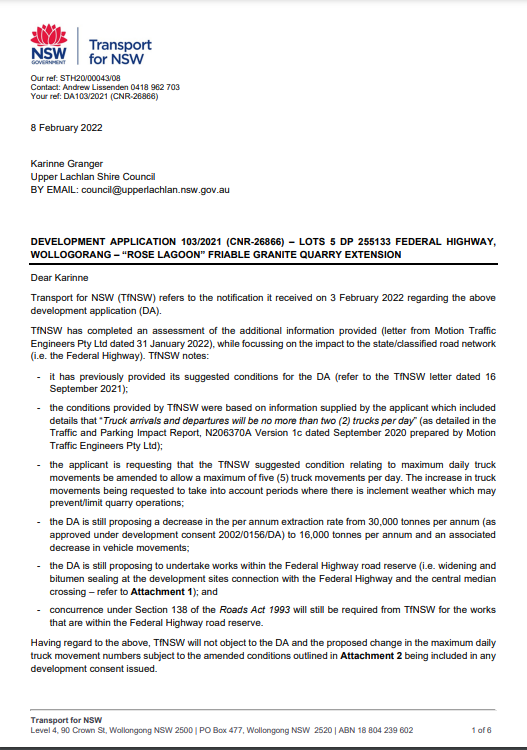 NSW
GOVERNMENT
Transport
for NSW
Our ref: STH20/00043/08
Contact: Andrew Lissenden 0418 962 703
Your ref: DA103/2021 (CNR-26866)
8 February 2022
Karinne Granger
Upper Lachlan Shire Council
BY EMAIL: council@upperlachlan.nsw.gov.au
DEVELOPMENT APPLICATION 103/2021 (CNR-26866) – LOTS 5 DP 255133 FEDERAL HIGHWAY,
WOLLOGORANG – “ROSE LAGOON” FRIABLE GRANITE QUARRY EXTENSION
Dear Karinne
Transport for NSW (TfNSW) refers to the notification it received on 3 February 2022 regarding the above
development application (DA).
TfNSW has completed an assessment of the additional information provided (letter from Motion Traffic
Engineers Pty Ltd dated 31 January 2022), while focussing on the impact to the state/classified road network
(i.e. the Federal Highway). TfNSW notes:
- it has previously provided its suggested conditions for the DA (refer to the TfNSW letter dated 16
September 2021);
- the conditions provided by TfNSW were based on information supplied by the applicant which included
details that “Truck arrivals and departures will be no more than two (2) trucks per day” (as detailed in the
Traffic and Parking Impact Report, N206370A Version 1c dated September 2020 prepared by Motion
Traffic Engineers Pty Ltd);
- the applicant is requesting that the TfNSW suggested condition relating to maximum daily truck
movements be amended to allow a maximum of five (5) truck movements per day. The increase in truck
movements being requested to take into account periods where there is inclement weather which may
prevent/limit quarry operations;
- the DA is still proposing a decrease in the per annum extraction rate from 30,000 tonnes per annum (as
approved under development consent 2002/0156/DA) to 16,000 tonnes per annum and an associated
decrease in vehicle movements;
- the DA is still proposing to undertake works within the Federal Highway road reserve (i.e. widening and
bitumen sealing at the development sites connection with the Federal Highway and the central median
crossing – refer to Attachment 1); and
- concurrence under Section 138 of the Roads Act 1993 will still be required from TfNSW for the works
that are within the Federal Highway road reserve.
Having regard to the above, TfNSW will not object to the DA and the proposed change in the maximum daily
truck movement numbers subject to the amended conditions outlined in Attachment 2 being included in any
development consent issued.
Transport for NSW
Level 4, 90 Crown St, Wollongong NSW 2500 | PO Box 477, Wollongong NSW 2520 | ABN 18 804 239 602 1 of 6